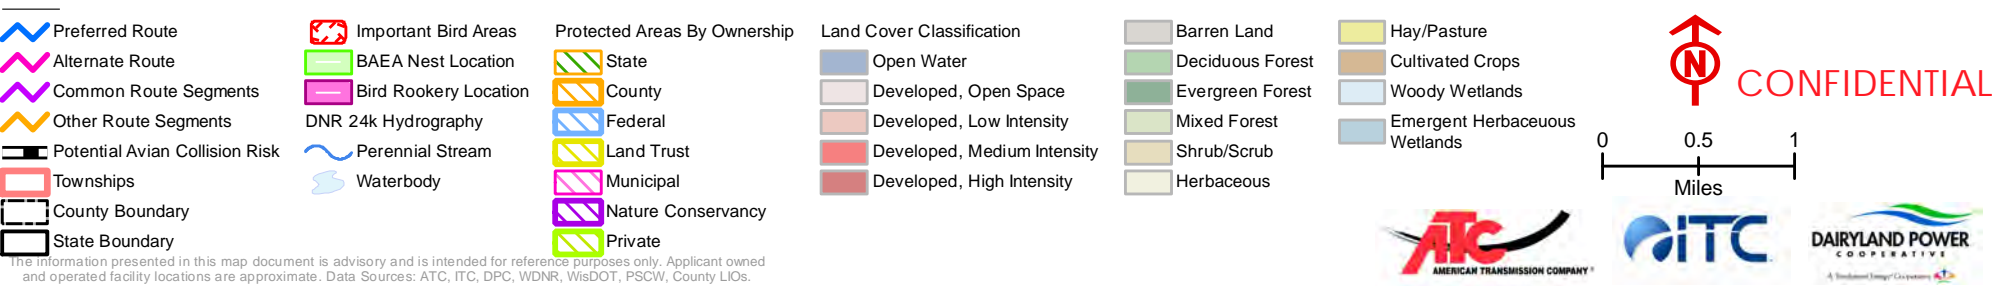 Preferred Route
Alternate Route
Common Route Segments
Other Route Segments
Potential Avian Collision Risk
Townships
County Boundary
State Boundary
Important Bird Areas
BAEA Nest Location
Bird Rookery Location
DNR 24k Hydrography
Perennial Stream
Waterbody
Protected Areas By Ownership
State
County
Federal
Land Trust
Municipal
Nature Conservancy
Private
Land Cover Classification
Open Water
Developed, Open Space
Developed, Low Intensity
Developed, Medium Intensity
Developed, High Intensity
Barren Land
Deciduous Forest
Evergreen Forest
Mixed Forest
Shrub/Scrub
Herbaceous
Hay/Pasture
Cultivated Crops
Woody Wetlands
Emergent Herbaceuous
Wetlands
N
CONFIDENTIAL
0 0.5 1
Miles
ATC
AMERICAN TRANSMISSION COMPANY
ITC
DAIRYLAND POWER
COOPERATIVE
A Touchstone Energy Cooperative
The information presented in this map document is advisory and is intended for reference purposes only. Applicant owned
and operated facility locations are approximate. Data Sources: ATC, ITC, DPC, WDNR, WisDOT, PSCW, County LIOs.